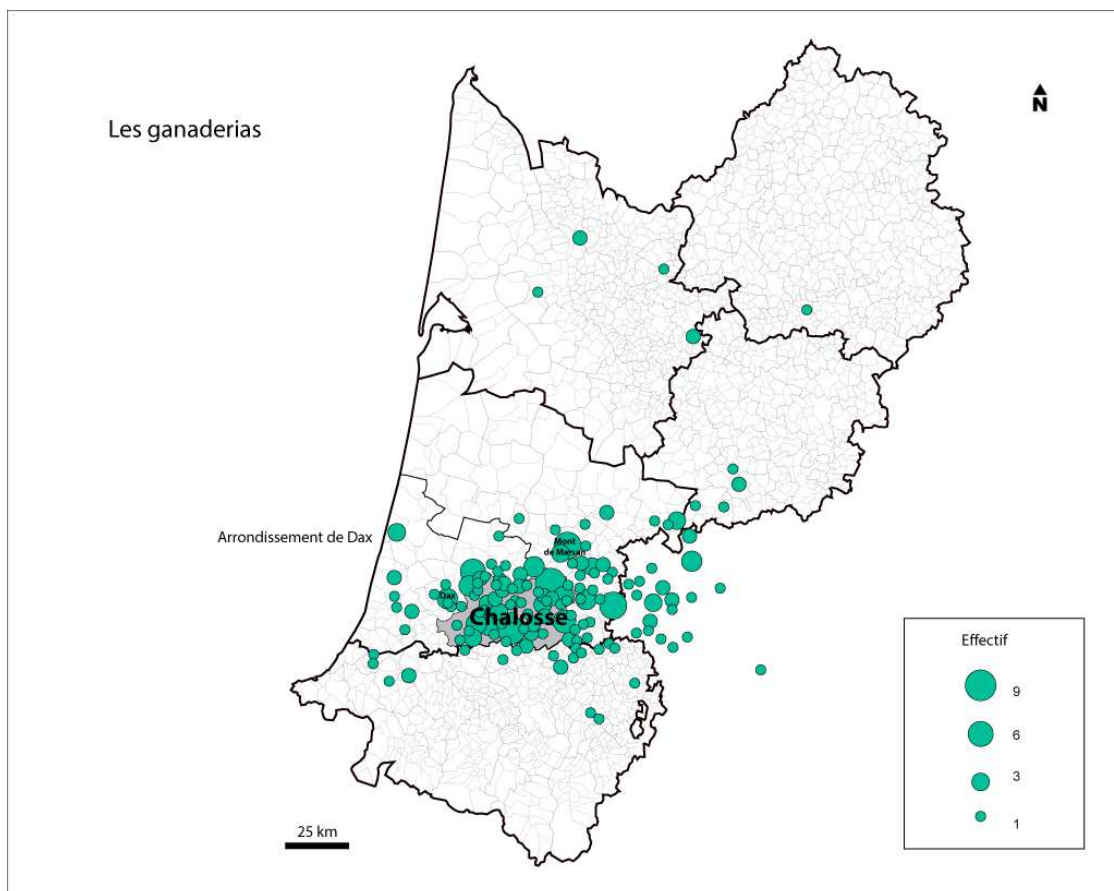 Les ganaderias
N
Arrondissement de Dax
Mont
de Marsan
Dax
Chalosse
Effectif
9
6
3
1
25 km